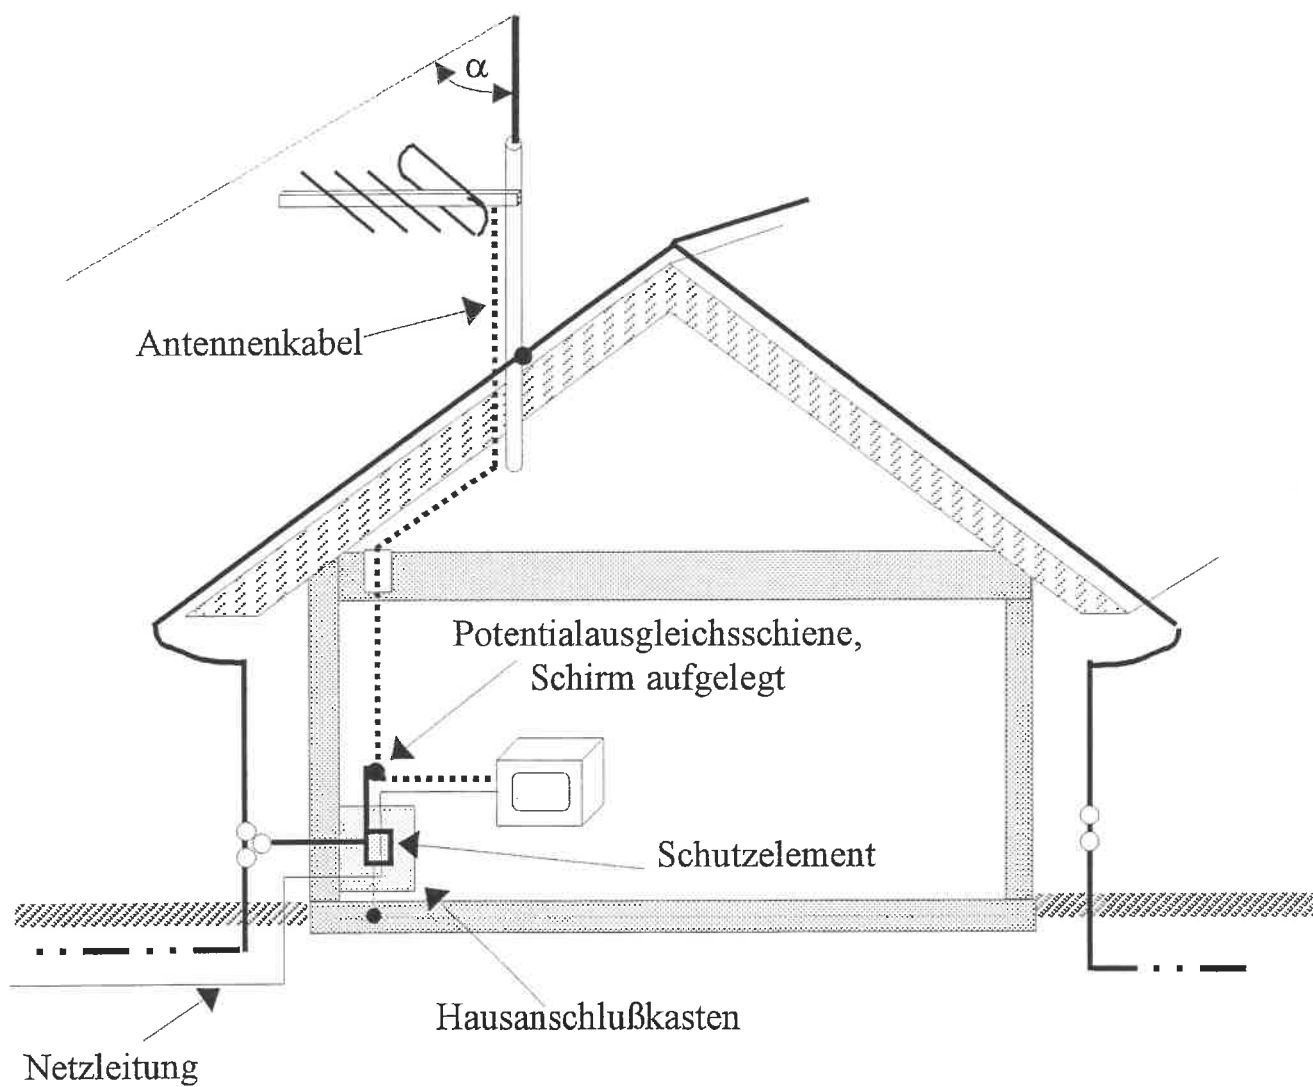 α
Antennenkabel
Potentialausgleichsschiene,
Schirm aufgelegt
Schutzelement
Hausanschlußkasten
Netzleitung